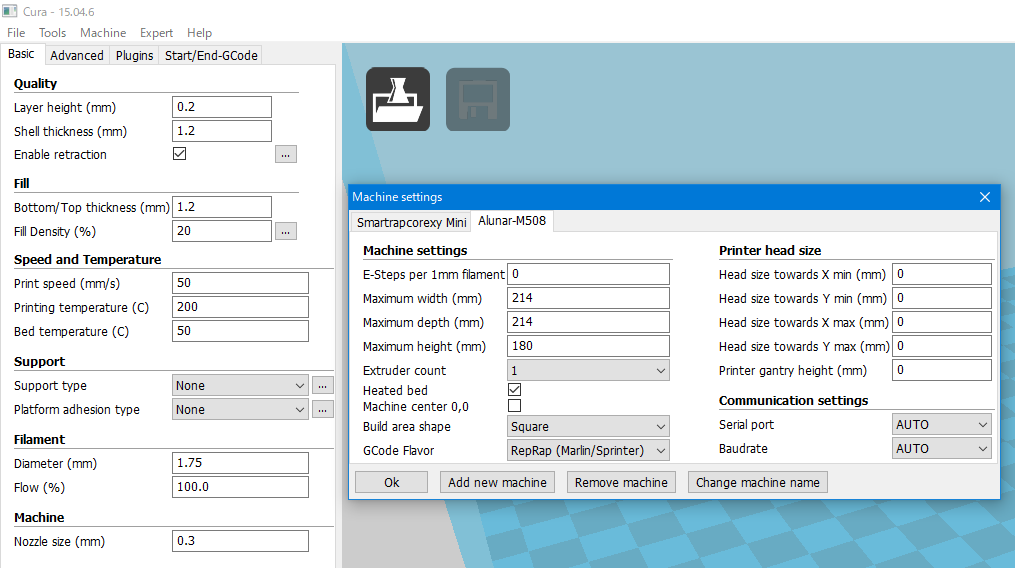 Cura - 15.04.6
File Tools Machine Expert Help
Basic Advanced Plugins Start/End-GCode
Quality
Layer height (mm) 0.2
Shell thickness (mm) 1.2
Enable retraction ...
Fill
Bottom/Top thickness (mm) 1.2
Fill Density (%) 20 ...
Speed and Temperature
Print speed (mm/s) 50
Printing temperature (C) 200
Bed temperature (C) 50
Support
Support type None ...
Platform adhesion type None ...
Filament
Diameter (mm) 1.75
Flow (%) 100.0
Machine
Nozzle size (mm) 0.3
Machine settings
Smartrapcorexy Mini Alunar-M508
Machine settings
E-Steps per 1mm filament 0
Maximum width (mm) 214
Maximum depth (mm) 214
Maximum height (mm) 180
Extruder count 1
Heated bed
Machine center 0,0
Build area shape Square
GCode Flavor RepRap (Marlin/Sprinter)
Printer head size
Head size towards X min (mm) 0
Head size towards Y min (mm) 0
Head size towards X max (mm) 0
Head size towards Y max (mm) 0
Printer gantry height (mm) 0
Communication settings
Serial port AUTO
Baudrate AUTO
Ok Add new machine Remove machine Change machine name